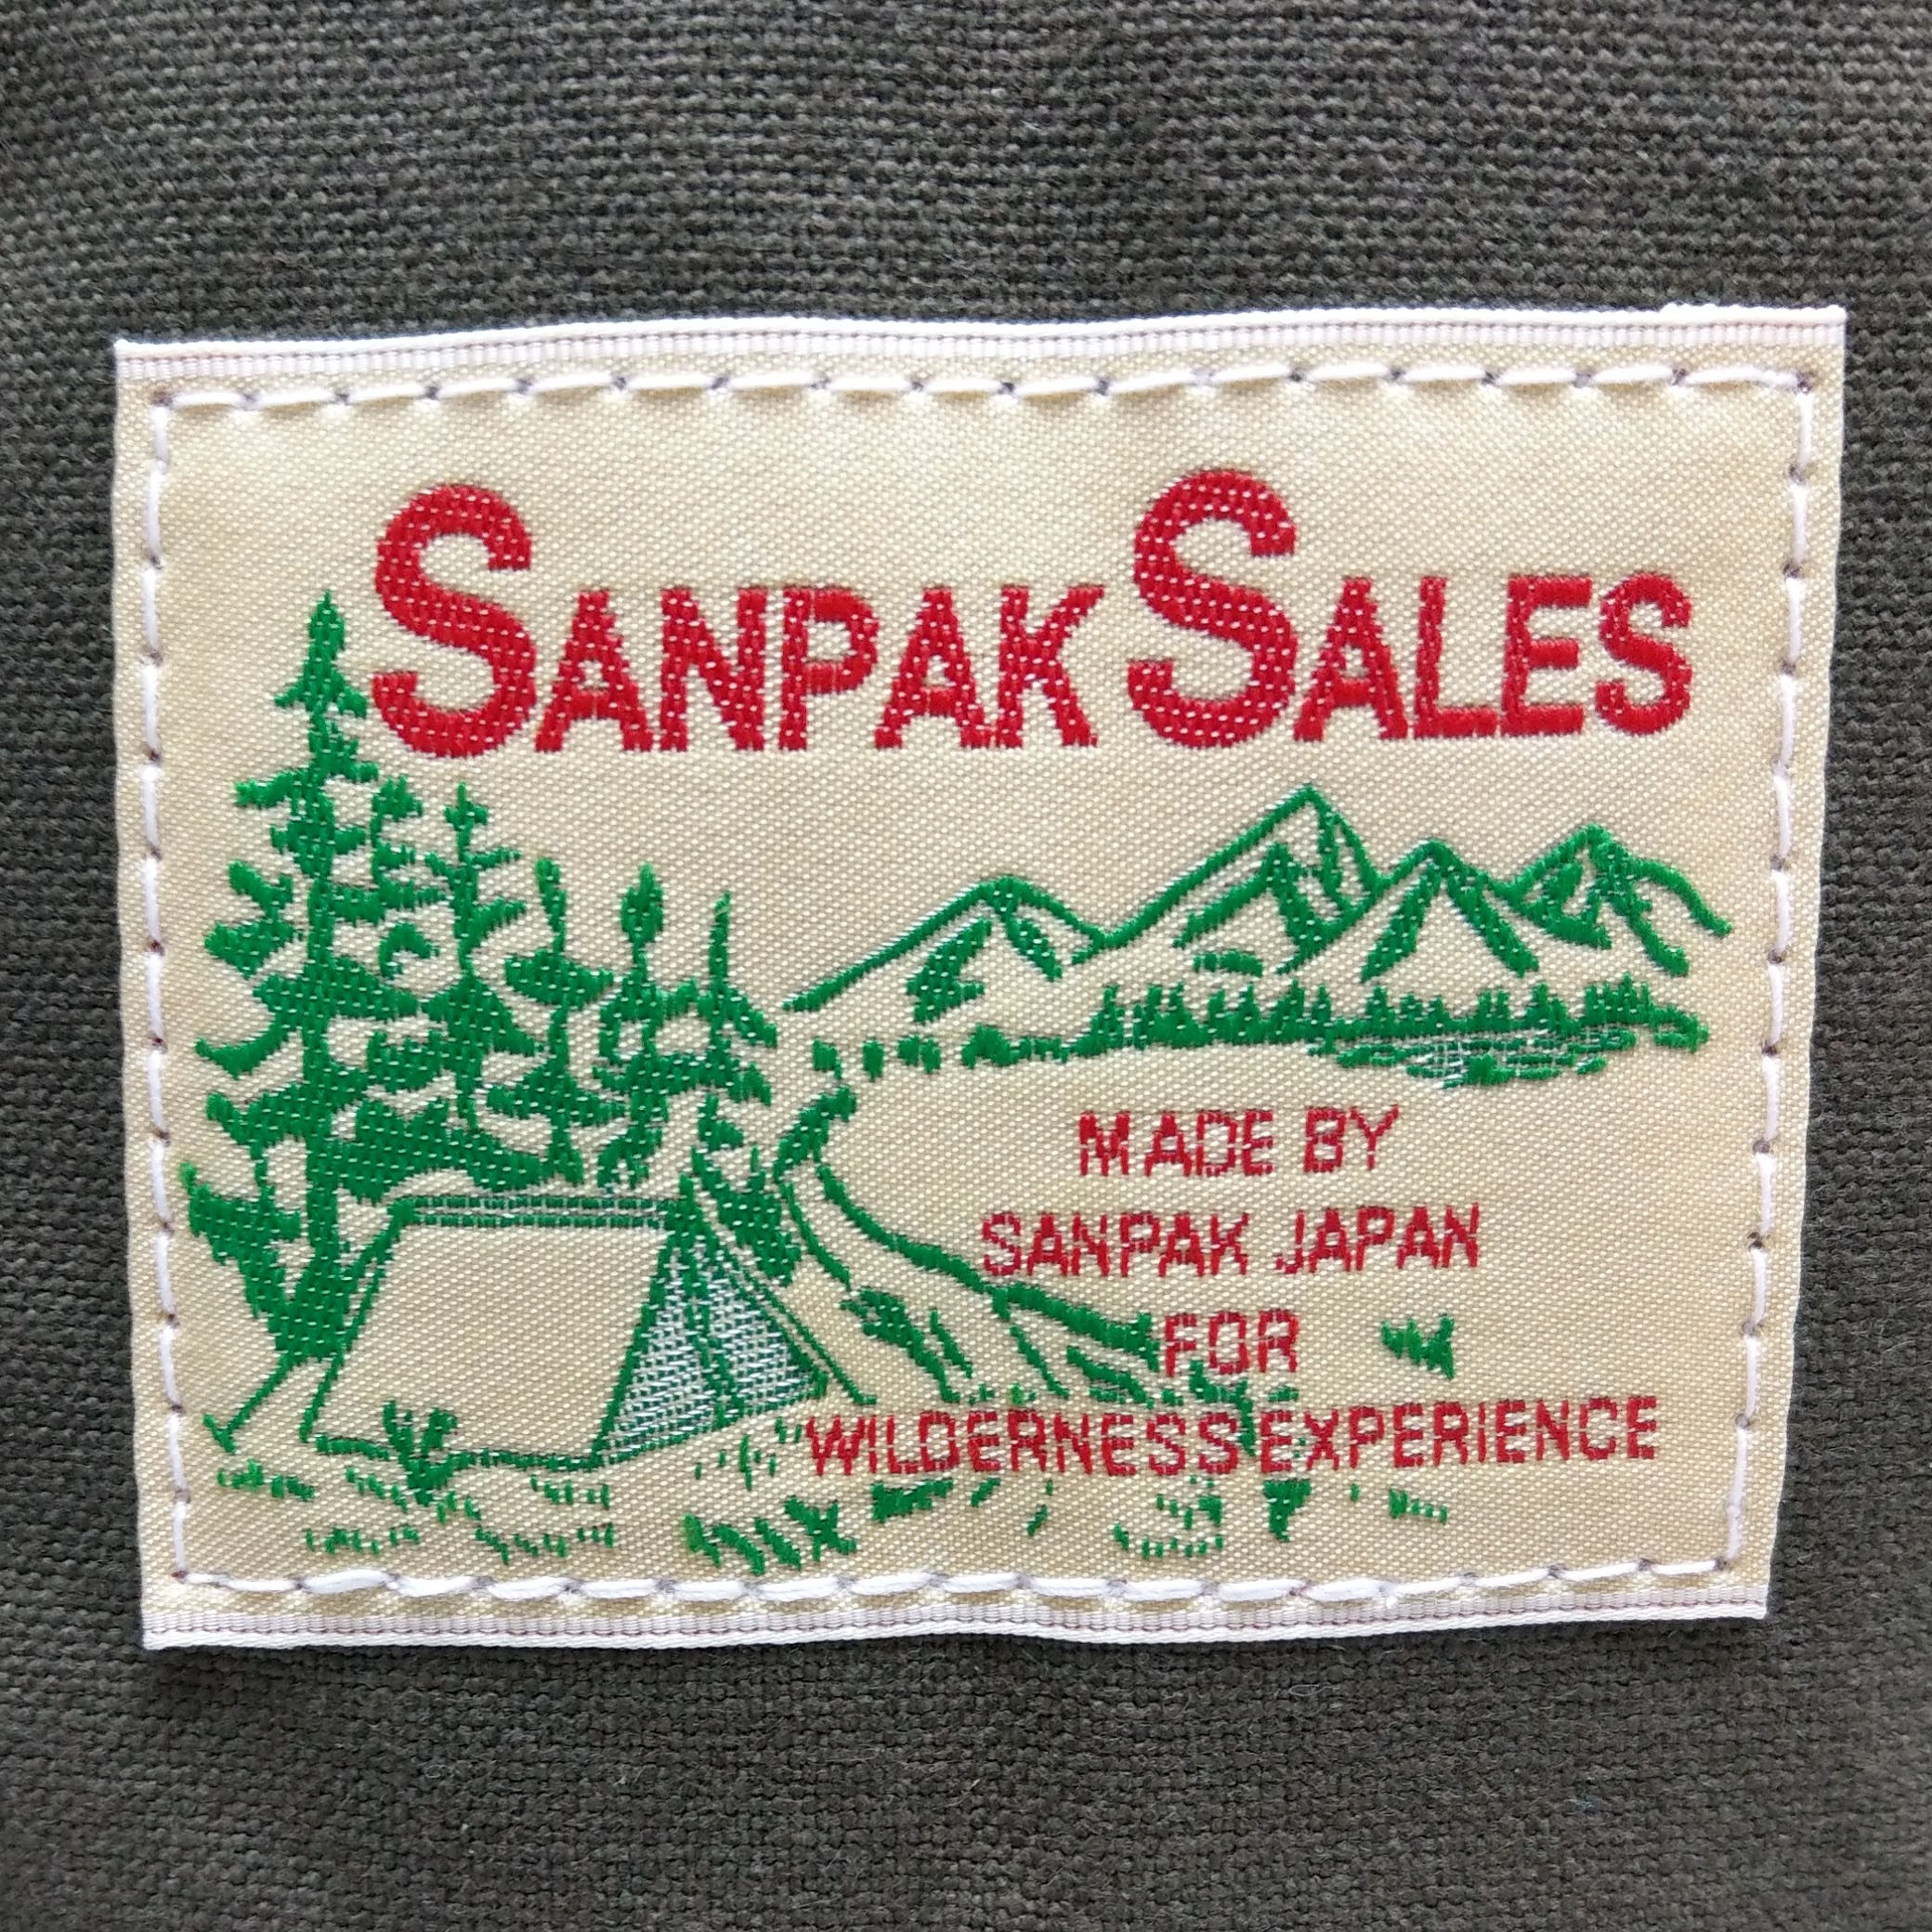 SANPAK SALES
MADE BY
SANPAK JAPAN
FOR
WILDERNESS EXPERIENCE